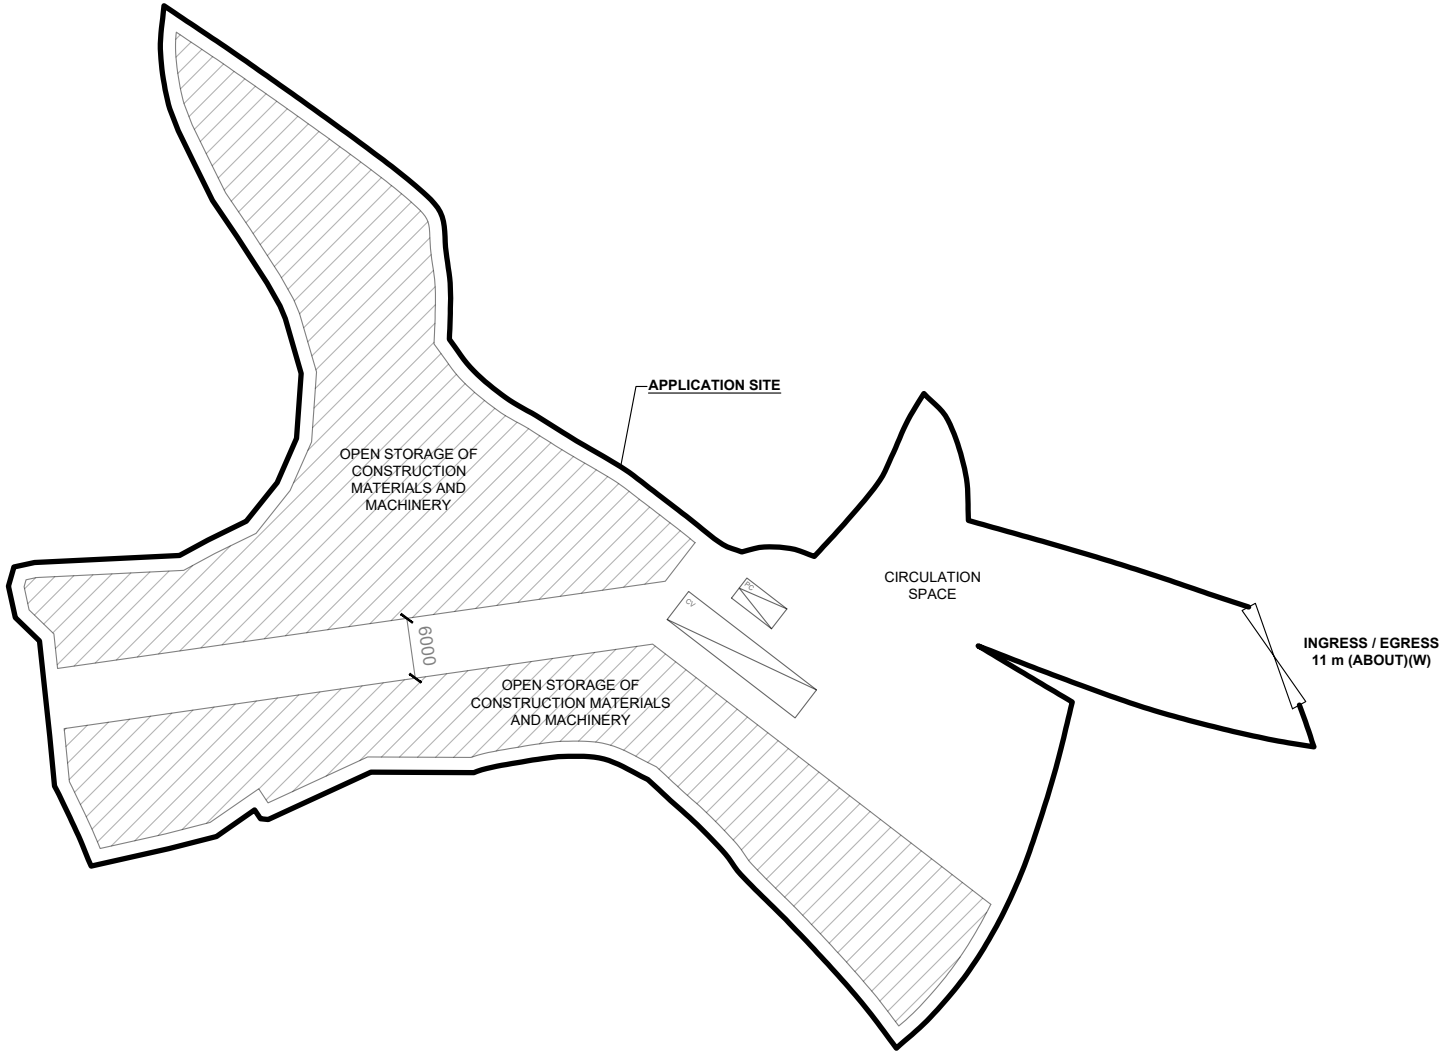 APPLICATION SITE
OPEN STORAGE OF
CONSTRUCTION
MATERIALS AND
MACHINERY
CIRCULATION
SPACE
PC
CV
6000
INGRESS / EGRESS
11 m (ABOUT)(W)
OPEN STORAGE OF
CONSTRUCTION MATERIALS
AND MACHINERY